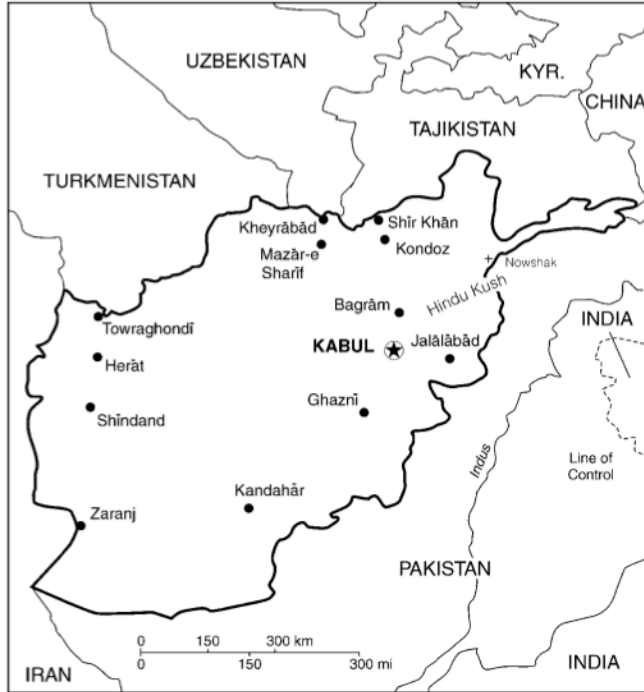 UZBEKISTAN
KYR.
CHINA
TAJIKISTAN
TURKMENISTAN
Kheyrābād
Shīr Khān
Mazār-e
Sharīf
Kondoz
Nowshak
Hindu Kush
Bagrām
INDIA
Towraghondī
KABUL
Jalālābād
Herāt
Ghaznī
Shīndand
Indus
Line of
Control
Kandahār
Zaranj
PAKISTAN
0 150 300 km
0 150 300 mi
IRAN
INDIA